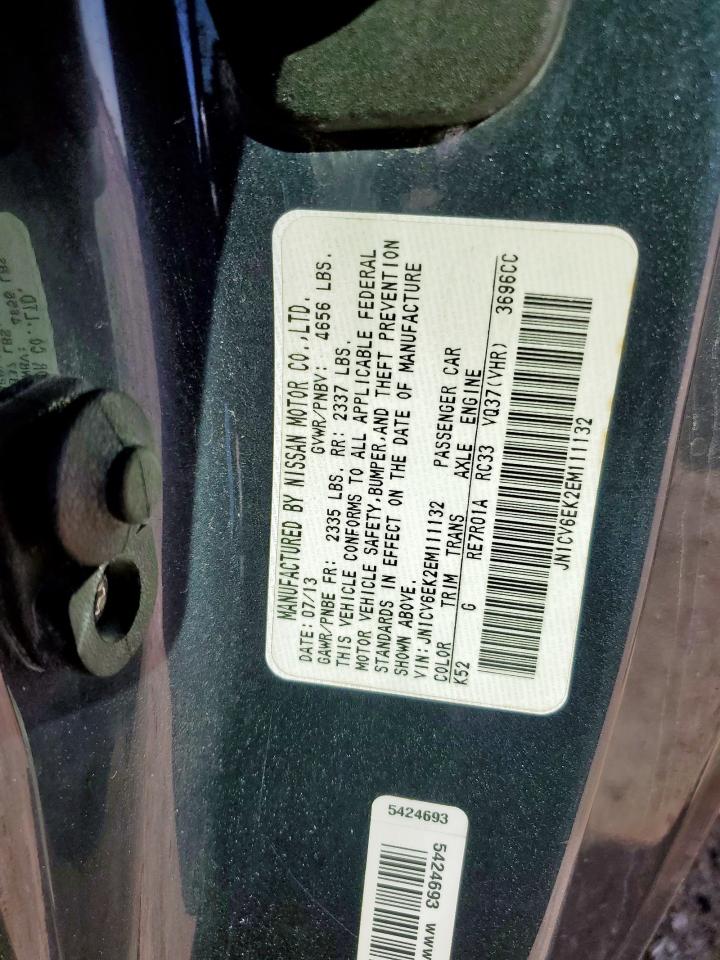 MANUFACTURED BY NISSAN MOTOR CO.,LTD.
DATE: 07/13 GVWR/PNBV: 4656 LBS.
GAWR/PNBE FR: 2335 LBS. RR: 2337 LBS.
THIS VEHICLE CONFORMS TO ALL APPLICABLE FEDERAL
MOTOR VEHICLE SAFETY,BUMPER,AND THEFT PREVENTION
STANDARDS IN EFFECT ON THE DATE OF MANUFACTURE
SHOWN ABOVE.
VIN:JN1CV6EK2EM111132 PASSENGER CAR
COLOR TRIM TRANS AXLE ENGINE
K52 G RE7R01A RC33 VQ37(VHR) 3696CC
JN1CV6EK2EM111132
5424693
5424693 www